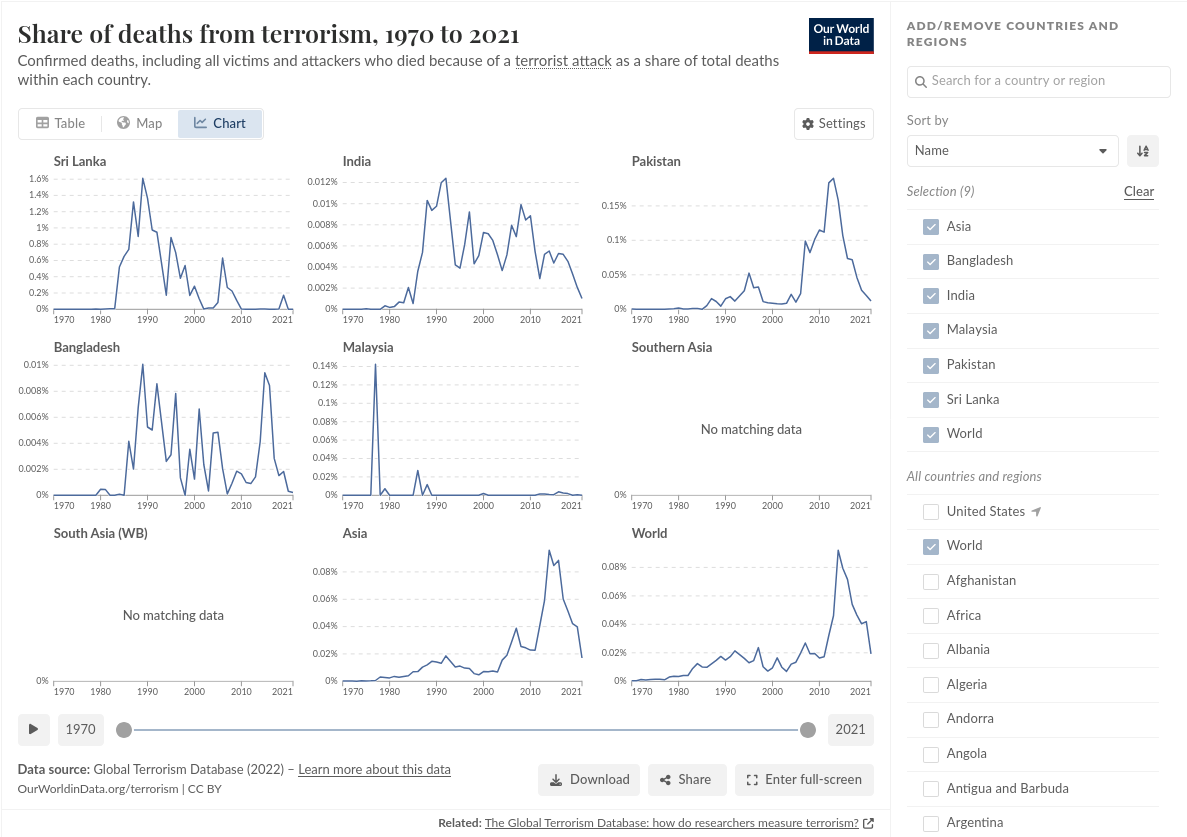 Share of deaths from terrorism, 1970 to 2021
Our World
in Data
Confirmed deaths, including all victims and attackers who died because of a terrorist attack as a share of total deaths
within each country.
Table
Map
Chart
Settings
Sri Lanka
1.6%
1.4%
1.2%
1%
0.8%
0.6%
0.4%
0.2%
0%
1970 1980 1990 2000 2010 2021
India
0.012%
0.01%
0.008%
0.006%
0.004%
0.002%
0%
1970 1980 1990 2000 2010 2021
Pakistan
0.15%
0.1%
0.05%
0%
1970 1980 1990 2000 2010 2021
Bangladesh
0.01%
0.008%
0.006%
0.004%
0.002%
0%
1970 1980 1990 2000 2010 2021
Malaysia
0.14%
0.12%
0.1%
0.08%
0.06%
0.04%
0.02%
0%
1970 1980 1990 2000 2010 2021
Southern Asia
No matching data
0%
1970 1980 1990 2000 2010 2021
South Asia (WB)
No matching data
0%
1970 1980 1990 2000 2010 2021
Asia
0.08%
0.06%
0.04%
0.02%
0%
1970 1980 1990 2000 2010 2021
World
0.08%
0.06%
0.04%
0.02%
0%
1970 1980 1990 2000 2010 2021
1970
2021
Data source: Global Terrorism Database (2022) – Learn more about this data
OurWorldinData.org/terrorism | CC BY
Download
Share
Enter full-screen
Related: The Global Terrorism Database: how do researchers measure terrorism?
ADD/REMOVE COUNTRIES AND
REGIONS
Search for a country or region
Sort by
Name
Selection (9)
Clear
Asia
Bangladesh
India
Malaysia
Pakistan
Sri Lanka
World
All countries and regions
United States
World
Afghanistan
Africa
Albania
Algeria
Andorra
Angola
Antigua and Barbuda
Argentina